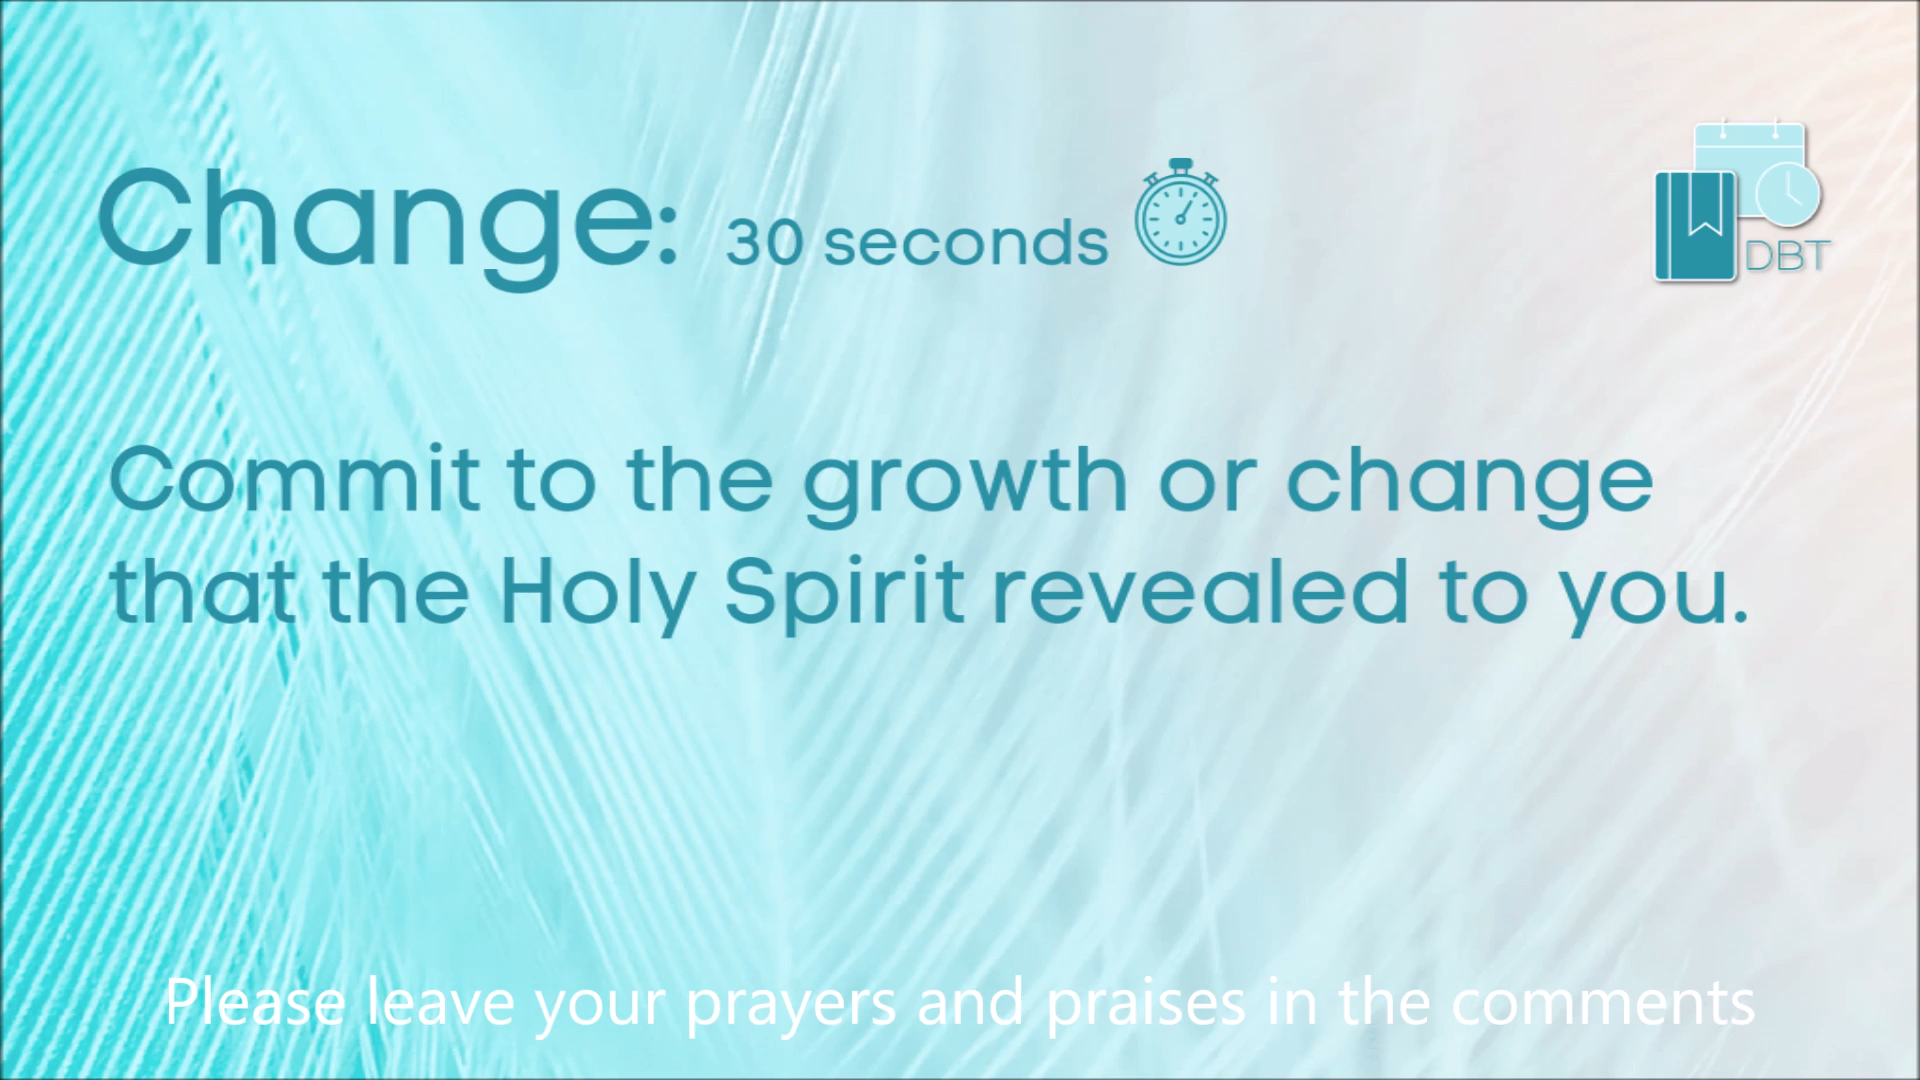 Change: 30 seconds
DBT
Commit to the growth or change
that the Holy Spirit revealed to you.
Please leave your prayers and praises in the comments